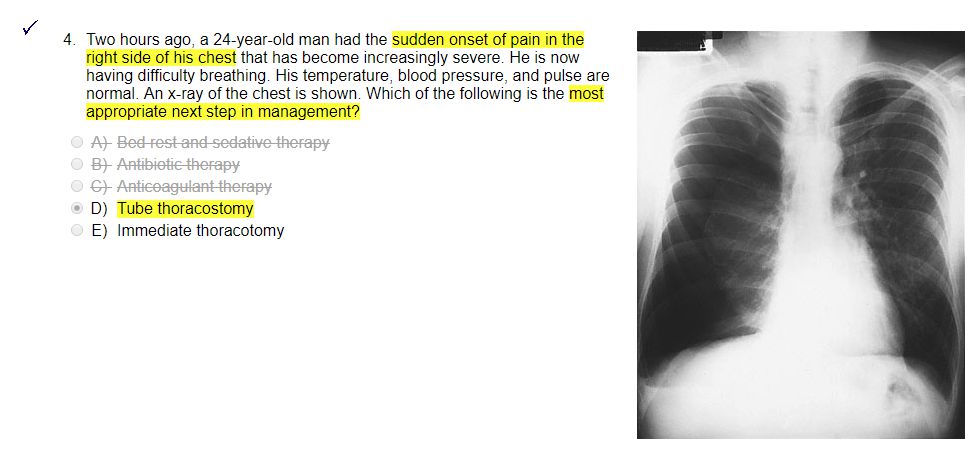 4. Two hours ago, a 24-year-old man had the sudden onset of pain in the
right side of his chest that has become increasingly severe. He is now
having difficulty breathing. His temperature, blood pressure, and pulse are
normal. An x-ray of the chest is shown. Which of the following is the most
appropriate next step in management?
A) Bed rest and sedative therapy
B) Antibiotic therapy
C) Anticoagulant therapy
D) Tube thoracostomy
E) Immediate thoracotomy